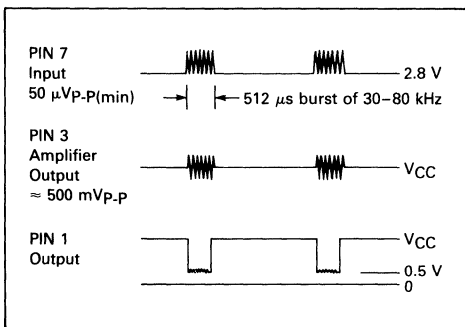 PIN 7
Input
50 μVP-P(min)
2.8 V
512 μs burst of 30–80 kHz
PIN 3
Amplifier
Output
≈ 500 mVP-P
VCC
PIN 1
Output
VCC
0.5 V
0